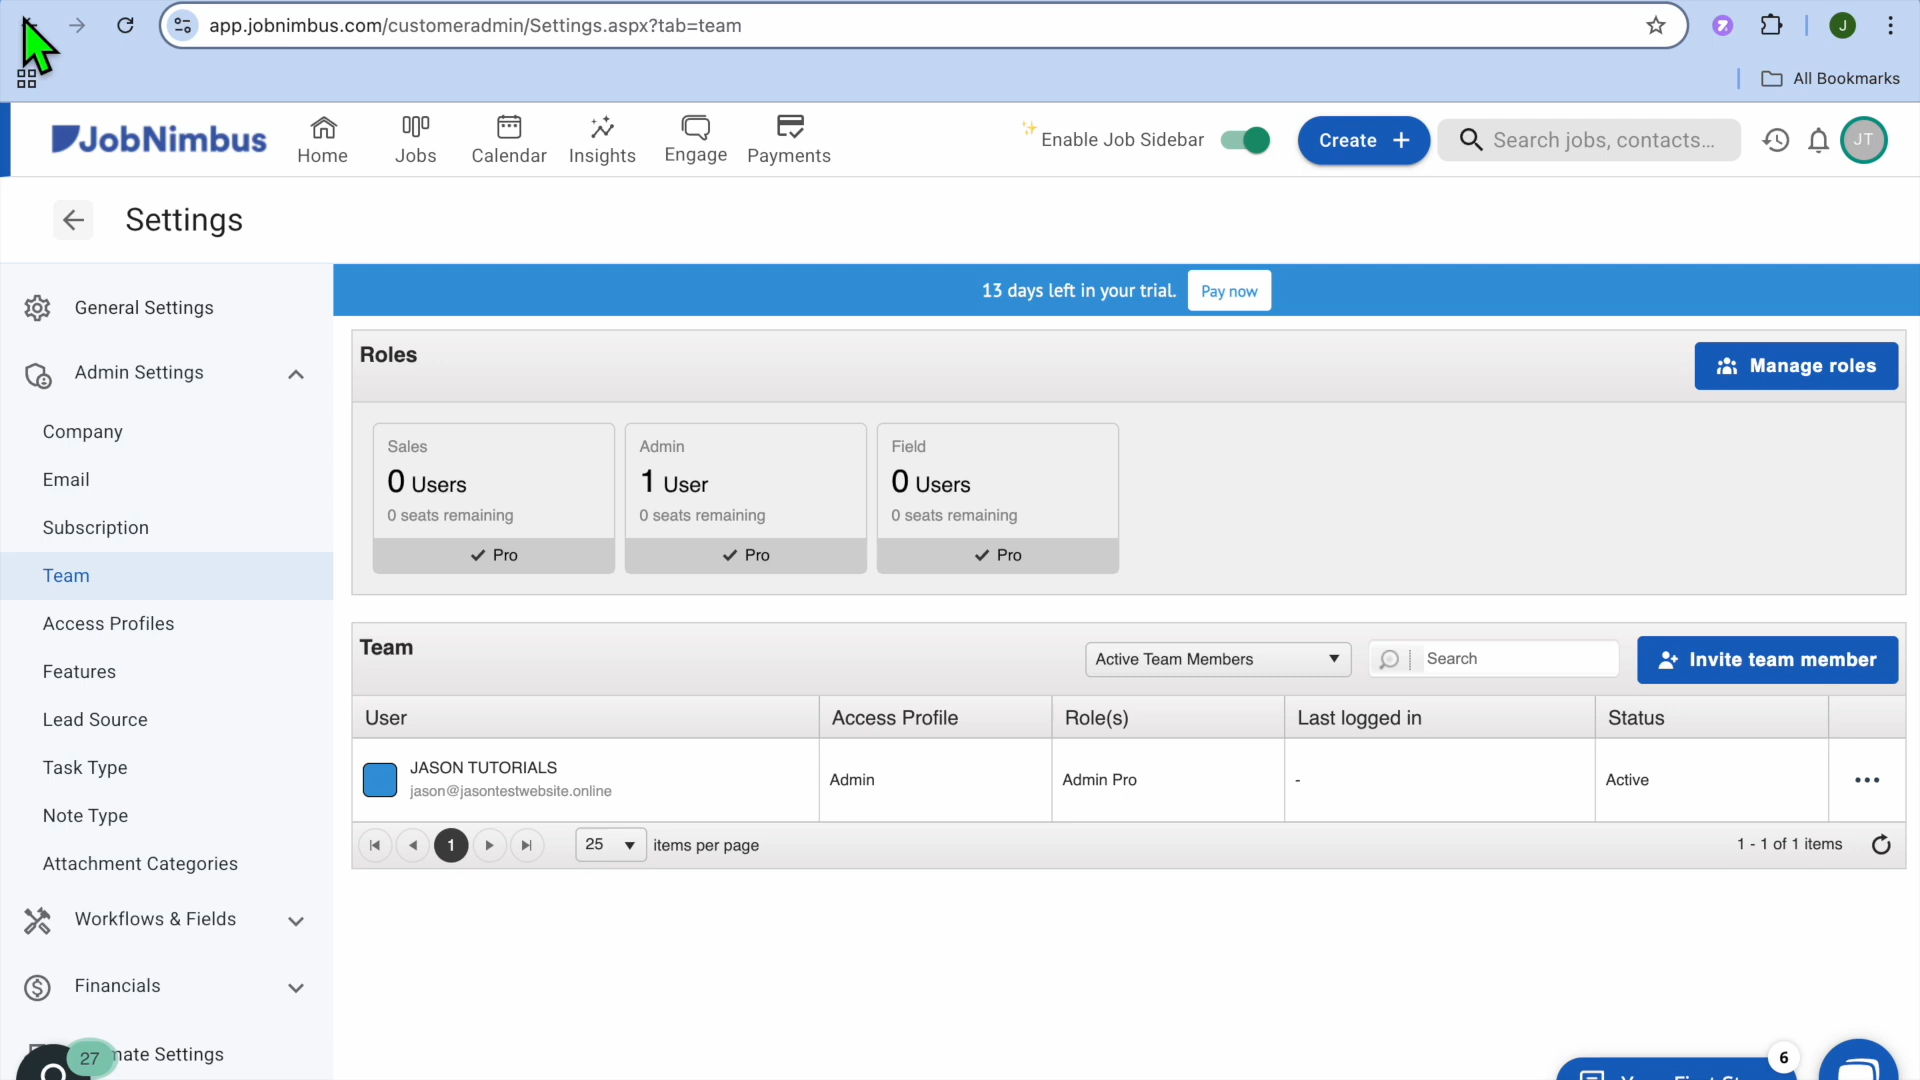 app.jobnimbus.com/customeradmin/Settings.aspx?tab=team
J
All Bookmarks
JobNimbus
Home
Jobs
Calendar
Insights
Engage
Payments
Enable Job Sidebar
Create +
Search jobs, contacts...
JT
Settings
General Settings
Admin Settings
Company
Email
Subscription
Team
Access Profiles
Features
Lead Source
Task Type
Note Type
Attachment Categories
Workflows & Fields
Financials
mate Settings
27
13 days left in your trial.
Pay now
Roles
Manage roles
Sales
0 Users
0 seats remaining
Pro
Admin
1 User
0 seats remaining
Pro
Field
0 Users
0 seats remaining
Pro
Team
Active Team Members
Search
Invite team member
User
Access Profile
Role(s)
Last logged in
Status
JASON TUTORIALS
jason@jasontestwebsite.online
Admin
Admin Pro
-
Active
1
25
items per page
1 - 1 of 1 items
6